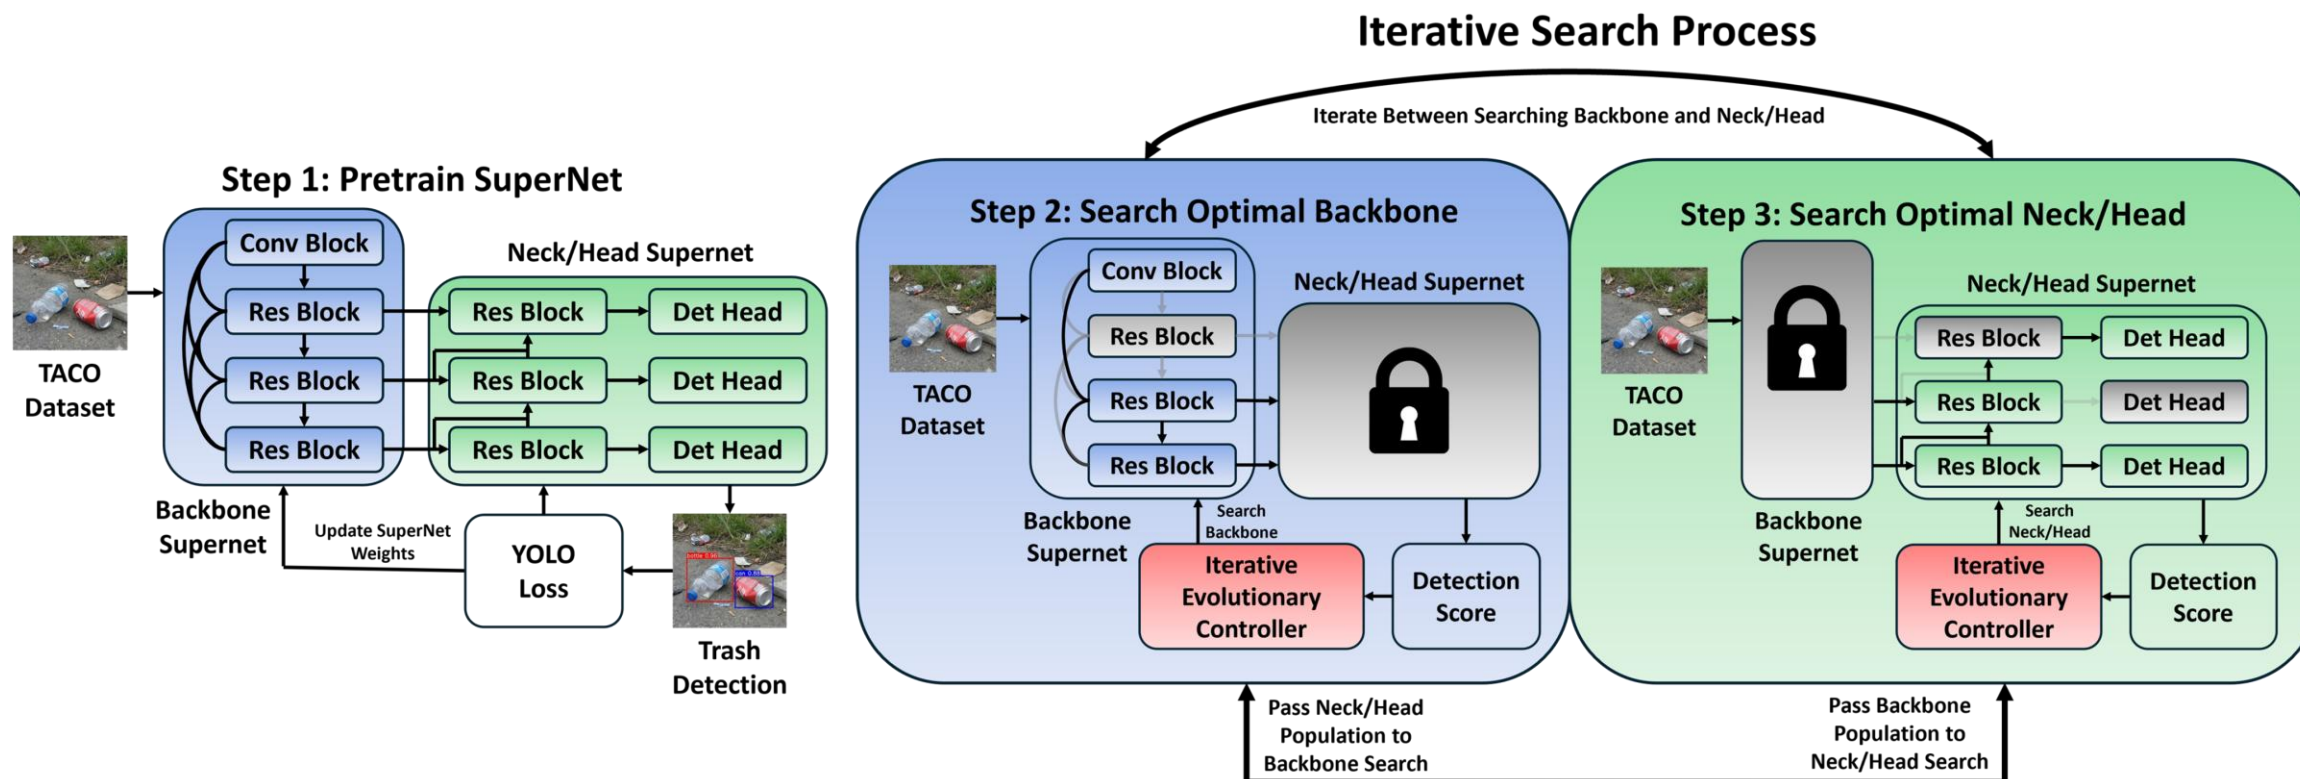 Iterative Search Process
Iterate Between Searching Backbone and Neck/Head
Step 1: Pretrain SuperNet
TACO
Dataset
Conv Block
Res Block
Res Block
Res Block
Backbone
Supernet
Neck/Head Supernet
Res Block
Det Head
Res Block
Det Head
Res Block
Det Head
Update SuperNet
Weights
YOLO
Loss
Trash
Detection
Step 2: Search Optimal Backbone
TACO
Dataset
Conv Block
Res Block
Res Block
Res Block
Backbone
Supernet
Neck/Head Supernet
Search
Backbone
Iterative
Evolutionary
Controller
Detection
Score
Pass Neck/Head
Population to
Backbone Search
Step 3: Search Optimal Neck/Head
TACO
Dataset
Backbone
Supernet
Neck/Head Supernet
Res Block
Det Head
Res Block
Det Head
Res Block
Det Head
Search
Neck/Head
Iterative
Evolutionary
Controller
Detection
Score
Pass Backbone
Population to
Neck/Head Search